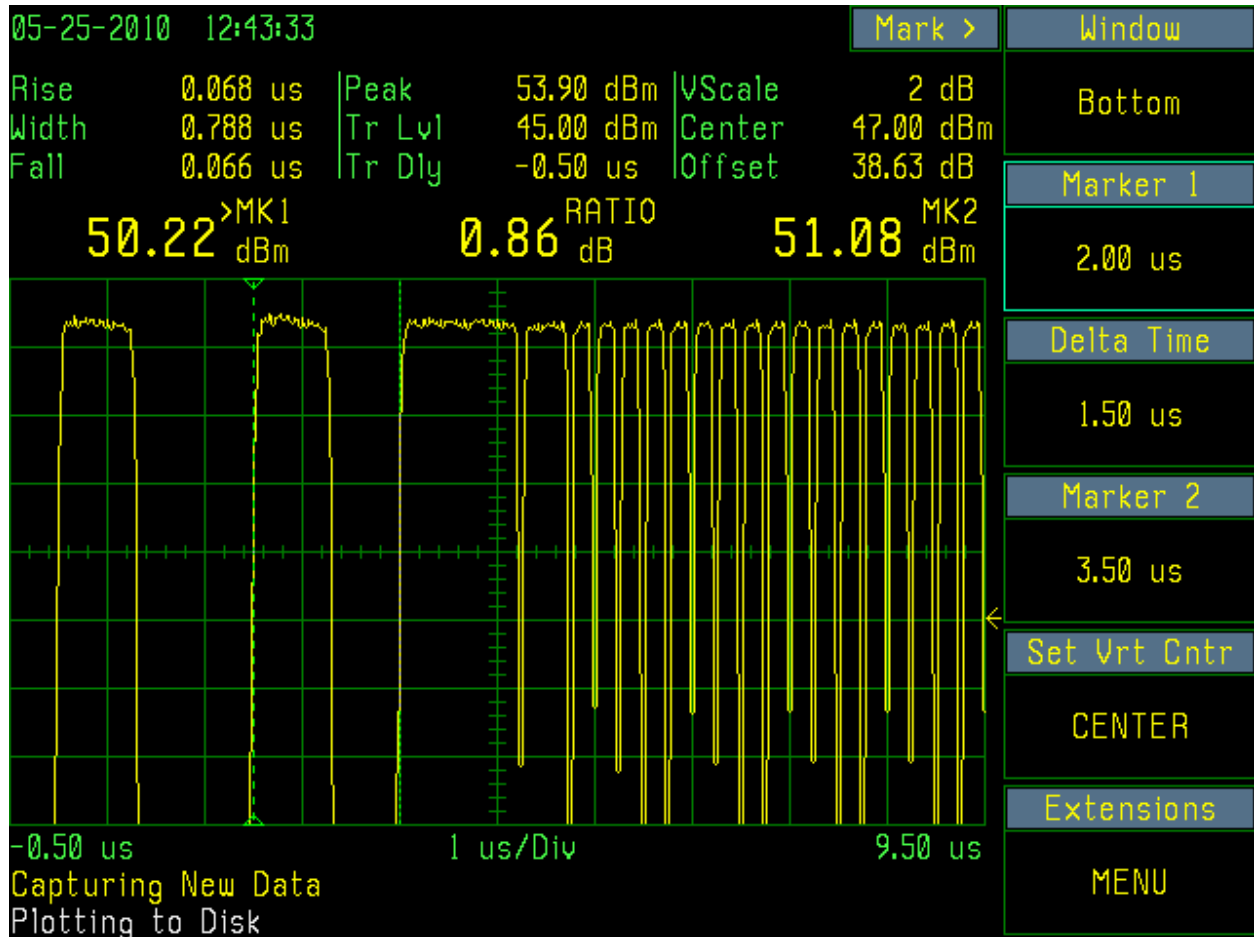 05-25-2010 12:43:33 Mark >
Rise 0.068 us Peak 53.90 dBm VScale 2 dB
Width 0.788 us Tr Lvl 45.00 dBm Center 47.00 dBm
Fall 0.066 us Tr Dly -0.50 us Offset 38.63 dB
50.22 >MK1 dBm 0.86 RATIO dB 51.08 MK2 dBm
-0.50 us 1 us/Div 9.50 us
Capturing New Data
Plotting to Disk
Window
Bottom
Marker 1
2.00 us
Delta Time
1.50 us
Marker 2
3.50 us
Set Vrt Cntr
CENTER
Extensions
MENU